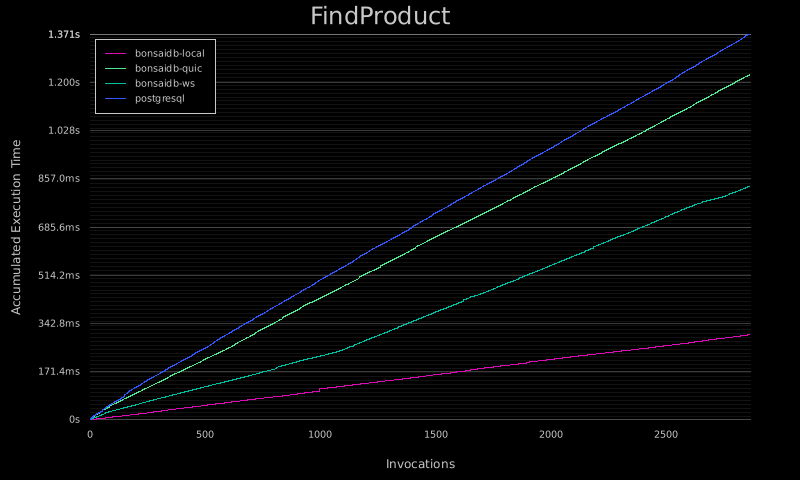 FindProduct
1.371s
bonsaidb-local
bonsaidb-quic
bonsaidb-ws
postgresql
1.200s
1.028s
857.0ms
685.6ms
514.2ms
342.8ms
171.4ms
0s
Accumulated Execution Time
0 500 1000 1500 2000 2500
Invocations